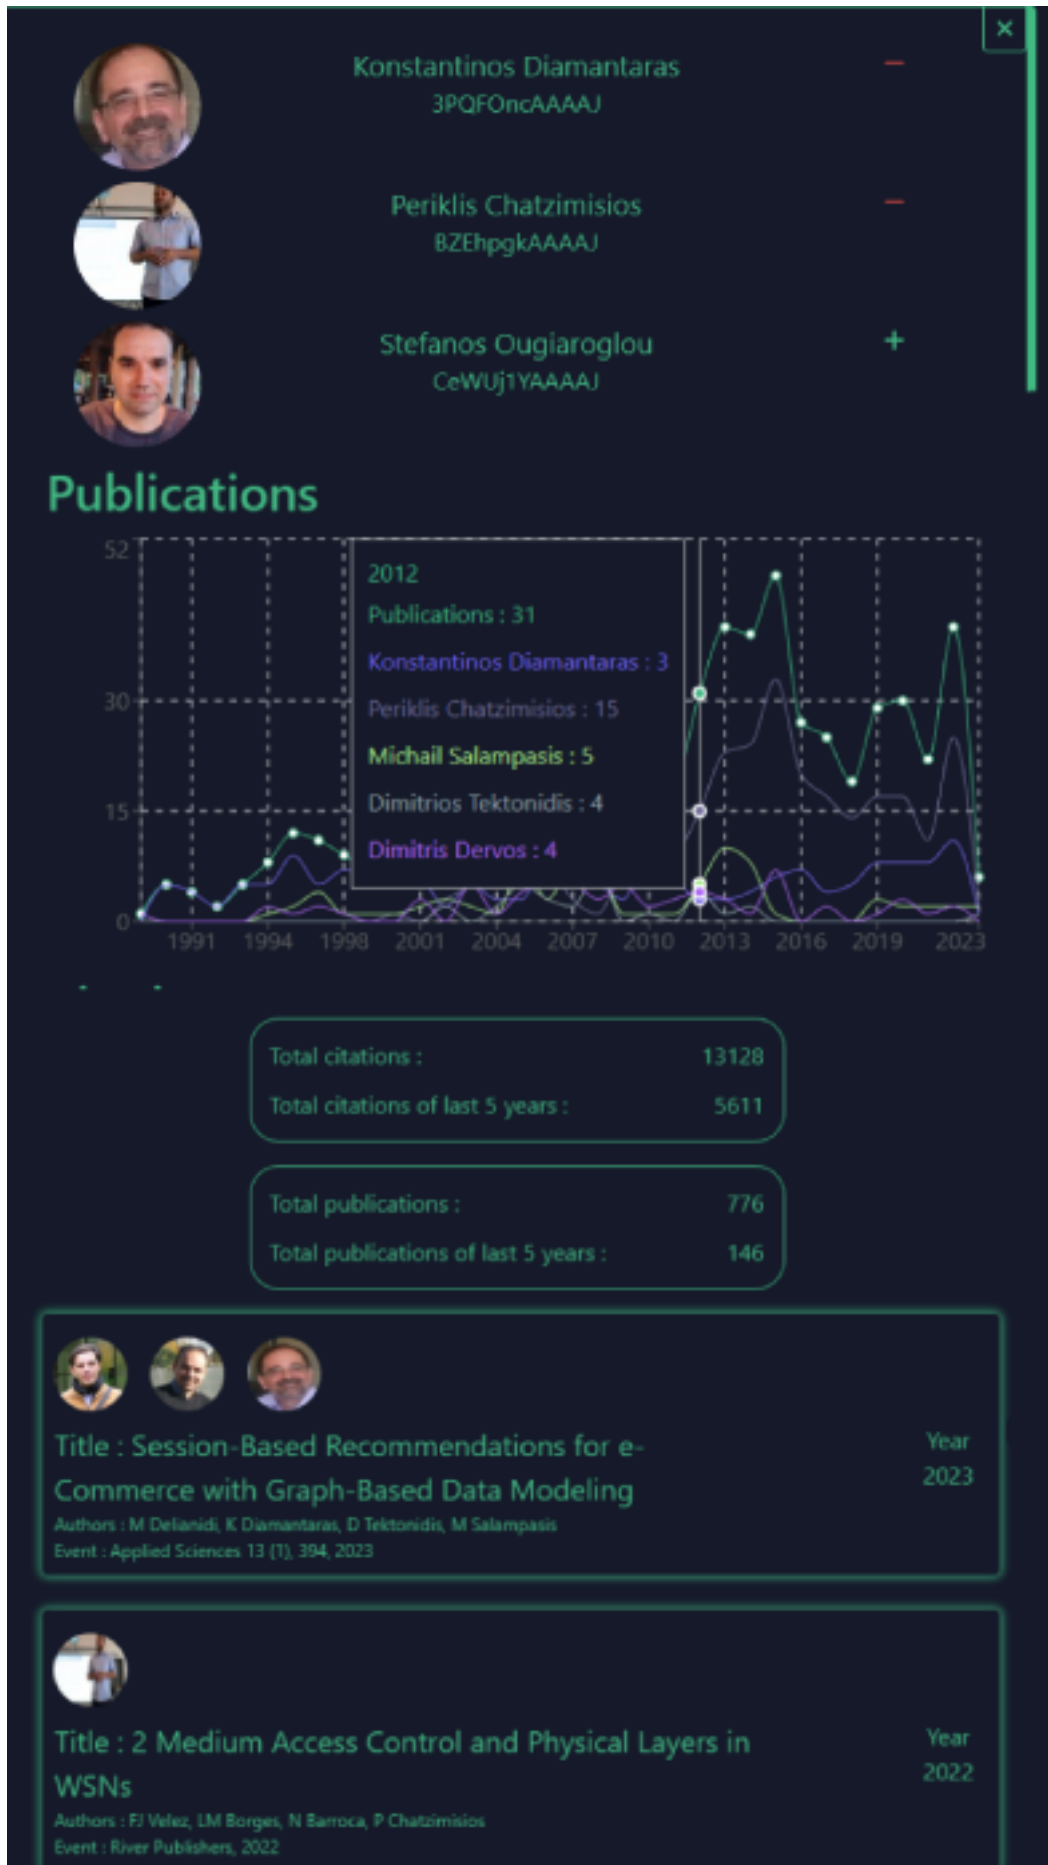 ×
Konstantinos Diamantaras
3PQFOncAAAAJ
−
Periklis Chatzimisios
BZEhpgkAAAAJ
−
Stefanos Ougiaroglou
CeWUj1YAAAAJ
+
Publications
52
30
15
0
2012
Publications : 31
Konstantinos Diamantaras : 3
Periklis Chatzimisios : 15
Michail Salampasis : 5
Dimitrios Tektonidis : 4
Dimitris Dervos : 4
1991 1994 1998 2001 2004 2007 2010 2013 2016 2019 2023
Total citations : 13128
Total citations of last 5 years : 5611
Total publications : 776
Total publications of last 5 years : 146
Title : Session-Based Recommendations for e-
Commerce with Graph-Based Data Modeling
Year
2023
Authors : M Delianidi, K Diamantaras, D Tektonidis, M Salampasis
Event : Applied Sciences 13 (1), 394, 2023
Title : 2 Medium Access Control and Physical Layers in
WSNs
Year
2022
Authors : FJ Velez, LM Borges, N Barroca, P Chatzimisios
Event : River Publishers, 2022